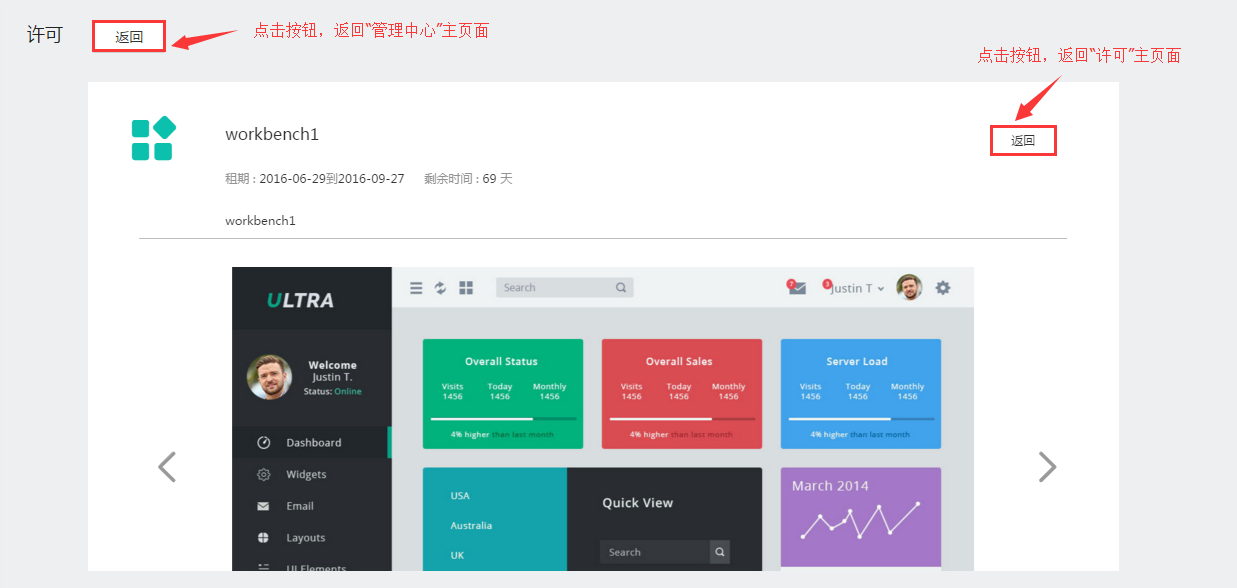 许可
返回
点击按钮，返回“管理中心”主页面
点击按钮，返回“许可”主页面
workbench1
返回
租期 : 2016-06-29到2016-09-27 剩余时间 : 69 天
workbench1
ULTRA
Search
7
3
Justin T
Welcome
Justin T.
Status: Online
Dashboard
Widgets
Email
Layouts
UI Elements
Overall Status
Visits Today Monthly
1456 1456 1456
4% higher than last month
Overall Sales
Visits Today Monthly
1456 1456 1456
4% higher than last month
Server Load
Visits Today Monthly
1456 1456 1456
4% higher than last month
USA
Australia
UK
Quick View
Search
March 2014